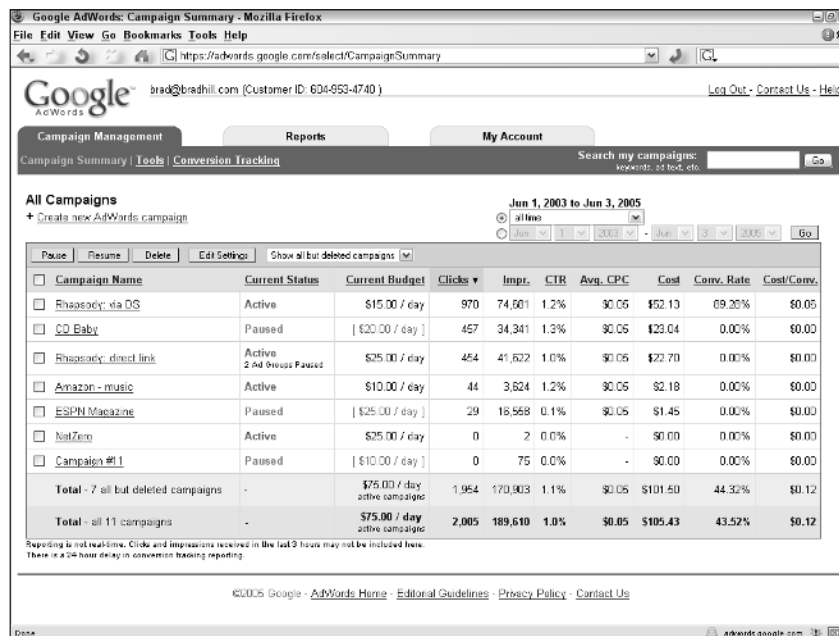 Google AdWords: Campaign Summary - Mozilla Firefox
File Edit View Go Bookmarks Tools Help
https://adwords.google.com/select/CampaignSummary
Google AdWords
brad@bradhill.com (Customer ID: 604-953-4740 )
Log Out - Contact Us - Help
Campaign Management Reports My Account
Campaign Summary | Tools | Conversion Tracking
Search my campaigns: Go
keywords, ad text, etc.
All Campaigns
+ Create new AdWords campaign
Jun 1, 2003 to Jun 3, 2005
all time
Jun 1 2003 - Jun 3 2005 Go
Pause Resume Delete Edit Settings Show all but deleted campaigns
Campaign Name Current Status Current Budget Clicks ▼ Impr. CTR Avg. CPC Cost Conv. Rate Cost/Conv.
Rhapsody: via DS Active $15.00 / day 970 74,681 1.2% $0.05 $52.13 89.28% $0.06
CD Baby Paused [ $20.00 / day ] 457 34,341 1.3% $0.05 $23.04 0.00% $0.00
Rhapsody: direct link Active 2 Ad Groups Paused $25.00 / day 454 41,622 1.0% $0.05 $22.70 0.00% $0.00
Amazon - music Active $10.00 / day 44 3,624 1.2% $0.05 $2.18 0.00% $0.00
ESPN Magazine Paused [ $25.00 / day ] 29 16,558 0.1% $0.05 $1.45 0.00% $0.00
NetZero Active $25.00 / day 0 2 0.0% - $0.00 0.00% $0.00
Campaign #11 Paused [ $10.00 / day ] 0 75 0.0% - $0.00 0.00% $0.00
Total - 7 all but deleted campaigns - $75.00 / day active campaigns 1,954 170,903 1.1% $0.05 $101.50 44.32% $0.12
Total - all 11 campaigns - $75.00 / day active campaigns 2,005 189,610 1.0% $0.05 $105.43 43.52% $0.12
Reporting is not real-time. Clicks and impressions received in the last 3 hours may not be included here.
There is a 24 hour delay in conversion tracking reporting.
©2005 Google - AdWords Home - Editorial Guidelines - Privacy Policy - Contact Us
Done adwords.google.com